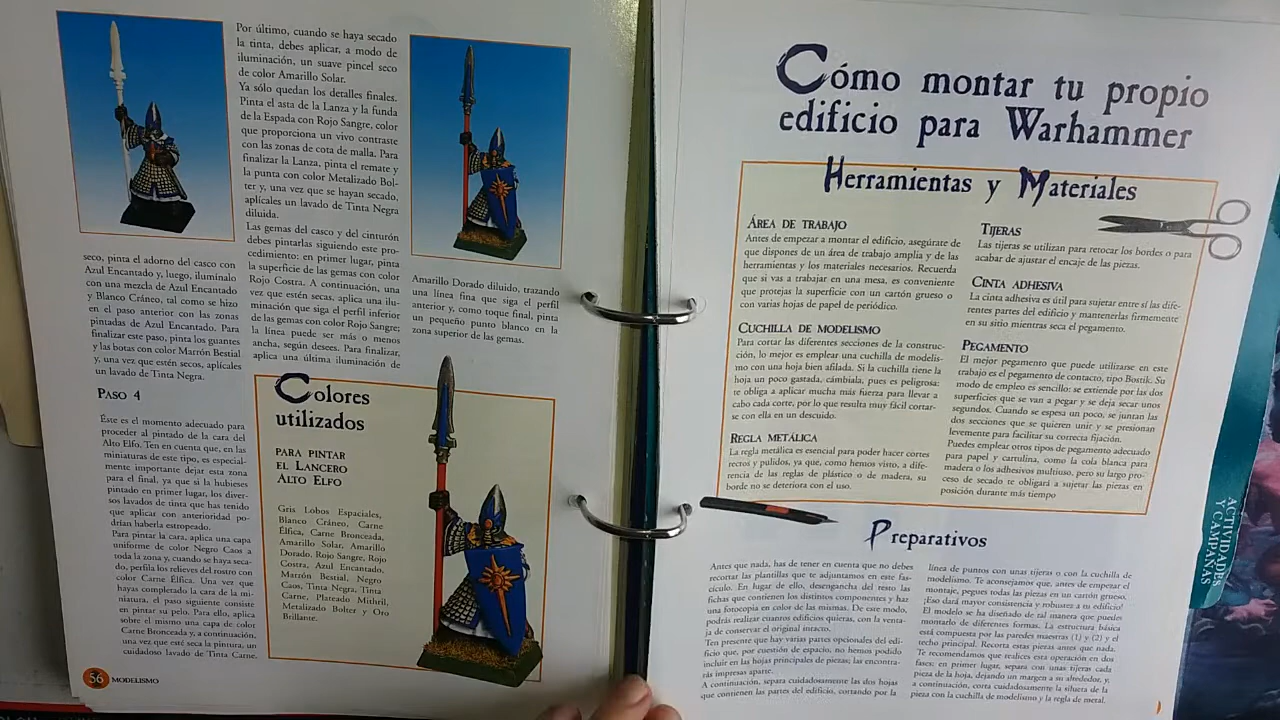 Por último, cuando se haya secado
la tinta, debes aplicar, a modo de
iluminación, un suave pincel seco
de color Amarillo Solar.
Ya sólo quedan los detalles finales.
Pinta el asta de la Lanza y la funda
de la Espada con Rojo Sangre, color
que proporciona un vivo contraste
con las zonas de cota de malla. Para
finalizar la Lanza, pinta el remate y
la punta con color Metalizado Bol-
ter y, una vez que se hayan secado,
aplícales un lavado de Tinta Negra
diluida.
Las gemas del casco y del cinturón
debes pintarlas siguiendo este pro-
cedimiento: en primer lugar, pinta
la superficie de las gemas con color
Rojo Costra. A continuación, una
vez que estén secas, aplica una ilu-
minación que siga el perfil inferior
de las gemas con color Rojo Sangre;
la línea puede ser más o menos
ancha, según desees. Para finalizar,
aplica una última iluminación de
seco, pinta el adorno del casco con
Azul Encantado y, luego, ilumínalo
con una mezcla de Azul Encantado
y Blanco Cráneo, tal como se hizo
en el paso anterior con las zonas
pintadas de Azul Encantado. Para
finalizar este paso, pinta los guantes
y las botas con color Marrón Bestial
y, una vez que estén secos, aplícales
un lavado de Tinta Negra.
PASO 4
Éste es el momento adecuado para
proceder al pintado de la cara del
Alto Elfo. Ten en cuenta que, en las
miniaturas de este tipo, es especial-
mente importante dejar esta zona
para el final, ya que si la hubieses
pintado en primer lugar, los diver-
sos lavados de tinta que has tenido
que aplicar con anterioridad po-
drían haberla estropeado.
Para pintar la cara, aplica una capa
uniforme de color Negro Caos a
toda la zona y, cuando se haya seca-
do, perfila los relieves del rostro con
color Carne Élfica. Una vez que
hayas completado la cara de la mi-
niatura, el paso siguiente consiste
en pintar su pelo. Para ello, aplica
sobre el mismo una capa de color
Carne Bronceada y, a continuación,
una vez que esté seca la pintura, un
cuidadoso lavado de Tinta Carne.
Amarillo Dorado diluido, trazando
una línea fina que siga el perfil
anterior y, como toque final, pinta
un pequeño punto blanco en la
zona superior de las gemas.
Colores
utilizados
PARA PINTAR
EL LANCERO
ALTO ELFO
Gris Lobos Espaciales,
Blanco Cráneo, Carne
Élfica, Carne Bronceada,
Amarillo Solar, Amarillo
Dorado, Rojo Sangre, Rojo
Costra, Azul Encantado,
Marrón Bestial, Negro
Caos, Tinta Negra, Tinta
Carne, Plateado Mithril,
Metalizado Bolter y Oro
Brillante.
56 MODELISMO
Cómo montar tu propio
edificio para Warhammer
Herramientas y Materiales
ÁREA DE TRABAJO
Antes de empezar a montar el edificio, asegúrate de
que dispones de un área de trabajo amplia y de las
herramientas y los materiales necesarios. Recuerda
que si vas a trabajar en una mesa, es conveniente
que protejas la superficie con un cartón grueso o
con varias hojas de papel de periódico.
CUCHILLA DE MODELISMO
Para cortar las diferentes secciones de la construc-
ción, lo mejor es emplear una cuchilla de modelis-
mo con una hoja bien afilada. Si la cuchilla tiene la
hoja un poco gastada, cámbiala, pues es peligrosa:
te obliga a aplicar mucha más fuerza para llevar a
cabo cada corte, por lo que resulta muy fácil cortar-
se con ella en un descuido.
REGLA METÁLICA
La regla metálica es esencial para poder hacer cortes
rectos y pulidos, ya que, como hemos visto, a dife-
rencia de las reglas de plástico o de madera, su
borde no se deteriora con el uso.
TIJERAS
Las tijeras se utilizan para retocar los bordes o para
acabar de ajustar el encaje de las piezas.
CINTA ADHESIVA
La cinta adhesiva es útil para sujetar entre sí las dife-
rentes partes del edificio y mantenerlas firmemente
en su sitio mientras seca el pegamento.
PEGAMENTO
El mejor pegamento que puede utilizarse en este
trabajo es el pegamento de contacto, tipo Bostik. Su
modo de empleo es sencillo: se extiende por las dos
superficies que se van a pegar y se deja secar unos
segundos. Cuando se espesa un poco, se juntan las
dos secciones que se quieren unir y se presionan
levemente para facilitar su correcta fijación.
Puedes emplear otros tipos de pegamento adecuado
para papel y cartulina, como la cola blanca para
madera o los adhesivos multiuso, pero su largo pro-
ceso de secado te obligará a sujetar las piezas en
posición durante más tiempo
Preparativos
Antes que nada, has de tener en cuenta que no debes
recortar las plantillas que te adjuntamos en este fas-
cículo. En lugar de ello, desengancha del resto las
fichas que contienen los distintos componentes y haz
una fotocopia en color de las mismas. De este modo,
podrás realizar cuantos edificios quieras, con la venta-
ja de conservar el original intacto.
Ten presente que hay varias partes opcionales del edi-
ficio que, por cuestión de espacio, no hemos podido
incluir en las hojas principales de piezas; las encontra-
rás impresas aparte.
A continuación, separa cuidadosamente las dos hojas
que contienen las partes del edificio, cortando por la
línea de puntos con unas tijeras o con la cuchilla de
modelismo. Te aconsejamos que, antes de empezar el
montaje, pegues todas las piezas en un cartón grueso.
¡Eso dará mayor consistencia y robustez a su edificio!
El modelo se ha diseñado de tal manera que puedes
montarlo de diferentes formas. La estructura básica
está compuesta por las paredes maestras (1) y (2) y el
techo principal. Recorta estas piezas antes que nada.
Te recomendamos que realices esta operación en dos
fases: en primer lugar, separa con unas tijeras cada
pieza de la hoja, dejando un margen a su alrededor, y,
a continuación, corta cuidadosamente la silueta de la
pieza con la cuchilla de modelismo y la regla de metal.
ACTIVIDADES
Y CAMPAÑAS